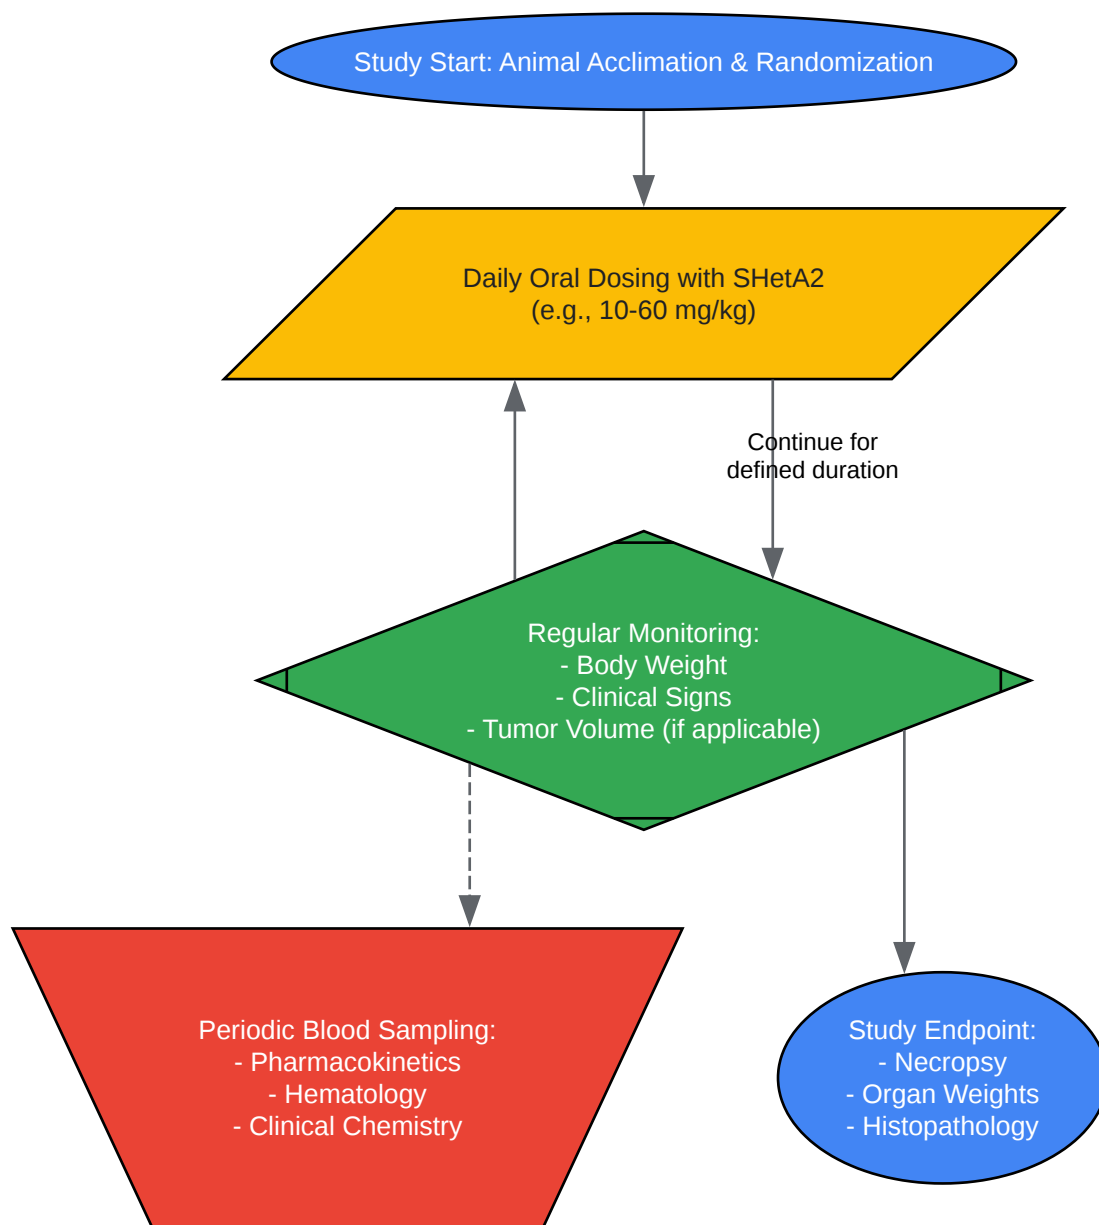 Study Start: Animal Acclimation & Randomization
Daily Oral Dosing with SHetA2
(e.g., 10-60 mg/kg)
Continue for
defined duration
Regular Monitoring:
- Body Weight
- Clinical Signs
- Tumor Volume (if applicable)
Periodic Blood Sampling:
- Pharmacokinetics
- Hematology
- Clinical Chemistry
Study Endpoint:
- Necropsy
- Organ Weights
- Histopathology